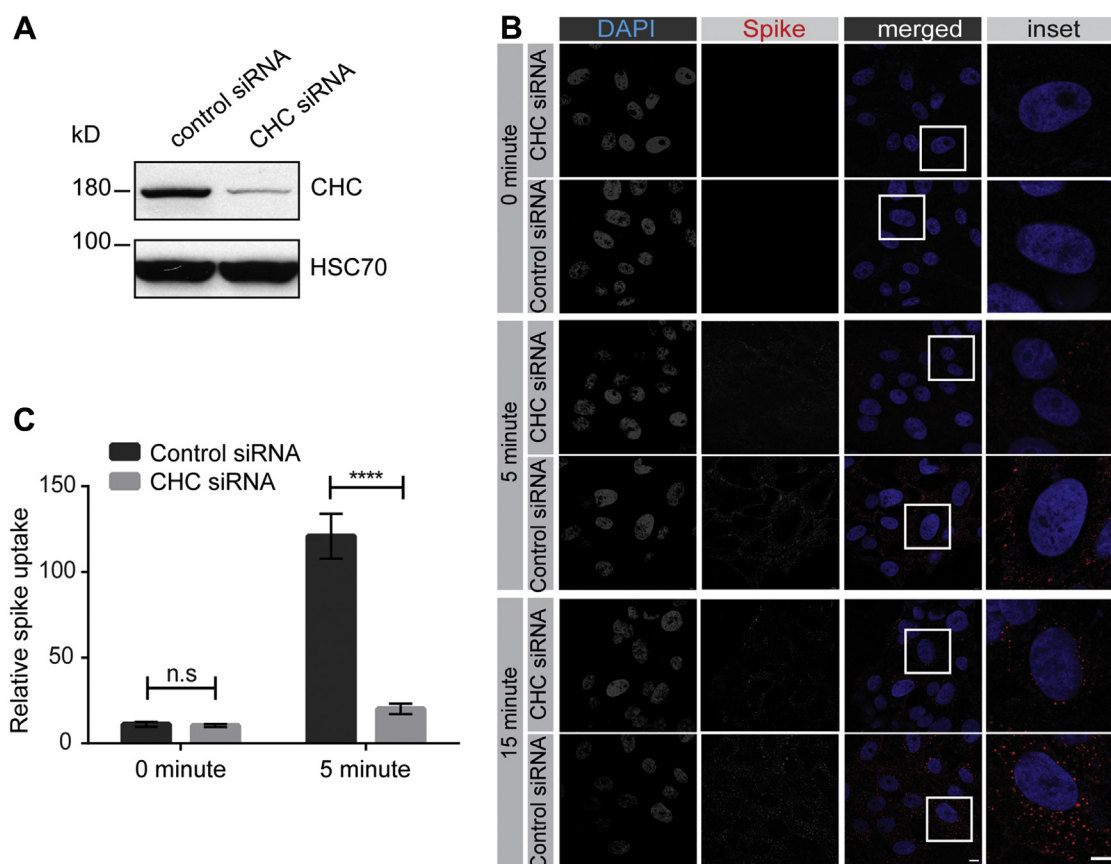 A
control siRNA
CHC siRNA
kD
180
CHC
100
HSC70
B
DAPI
Spike
merged
inset
0 minute
CHC siRNA
Control siRNA
5 minute
CHC siRNA
Control siRNA
15 minute
CHC siRNA
Control siRNA
C
Control siRNA
CHC siRNA
Relative spike uptake
150
100
50
0
n.s
****
0 minute
5 minute